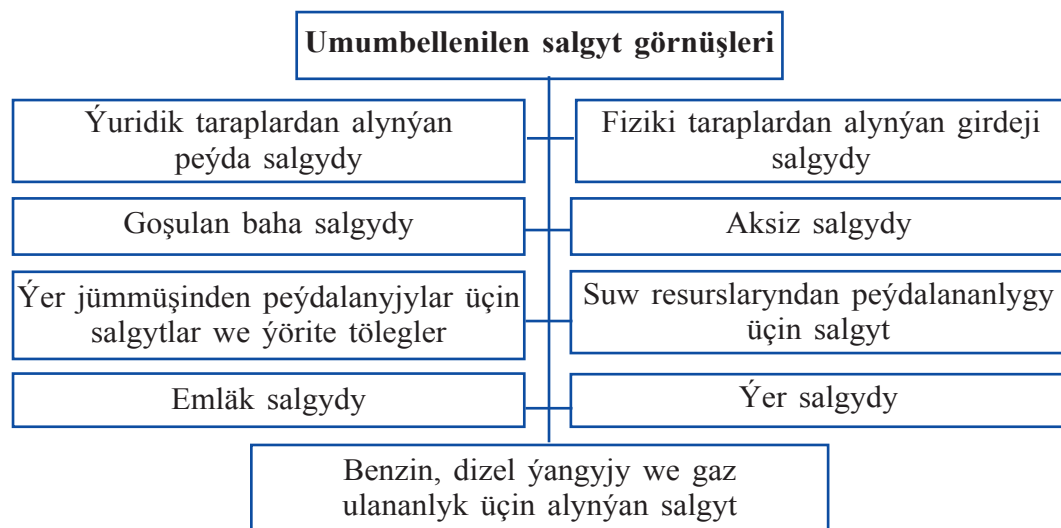 Umumbellenilen salgyt görnüşleri
Ýuridik taraplardan alynýan
peýda salgydy
Fiziki taraplardan alynýan girdeji
salgydy
Goşulan baha salgydy
Aksiz salgydy
Ýer jümmüşinden peýdalanyjylar üçin
salgytlar we ýörite tölegler
Suw resurslaryndan peýdalananlygy
üçin salgyt
Emläk salgydy
Ýer salgydy
Benzin, dizel ýangyjy we gaz
ulananlyk üçin alynýan salgyt